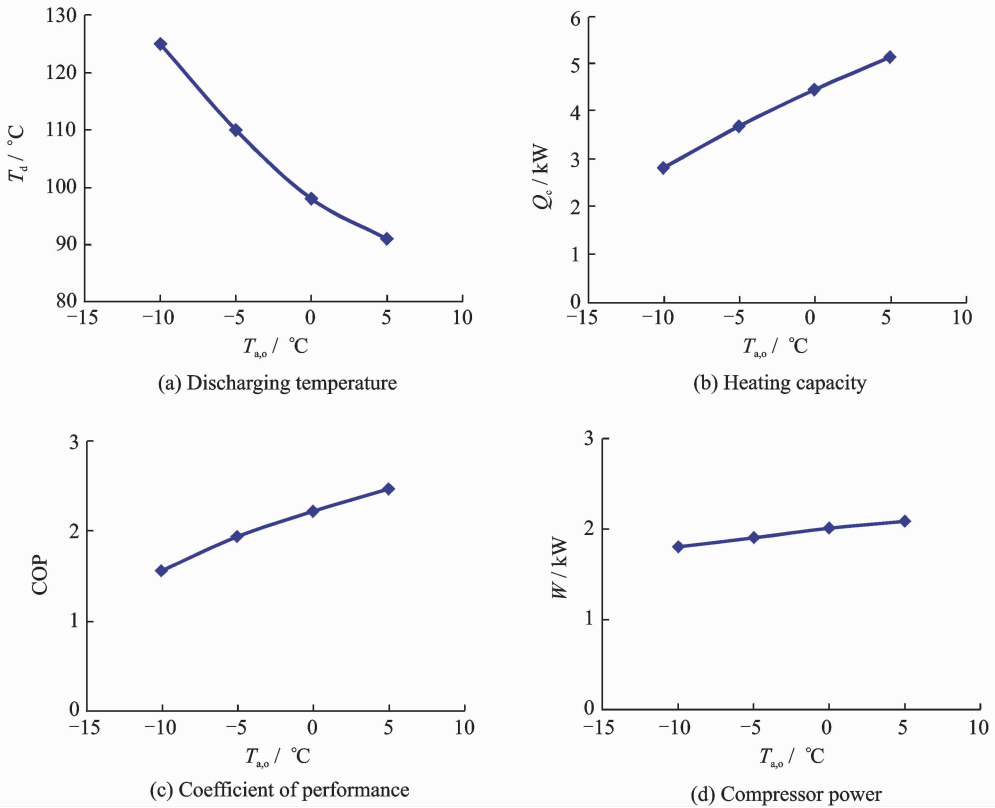 130
120
110
100
90
80
T_d / °C
−15 −10 −5 0 5 10
T_a,o / °C
(a) Discharging temperature
6
5
4
3
2
1
0
Q_c / kW
−15 −10 −5 0 5 10
T_a,o / °C
(b) Heating capacity
3
2
1
0
COP
−15 −10 −5 0 5 10
T_a,o / °C
(c) Coefficient of performance
3
2
1
0
W / kW
−15 −10 −5 0 5 10
T_a,o / °C
(d) Compressor power